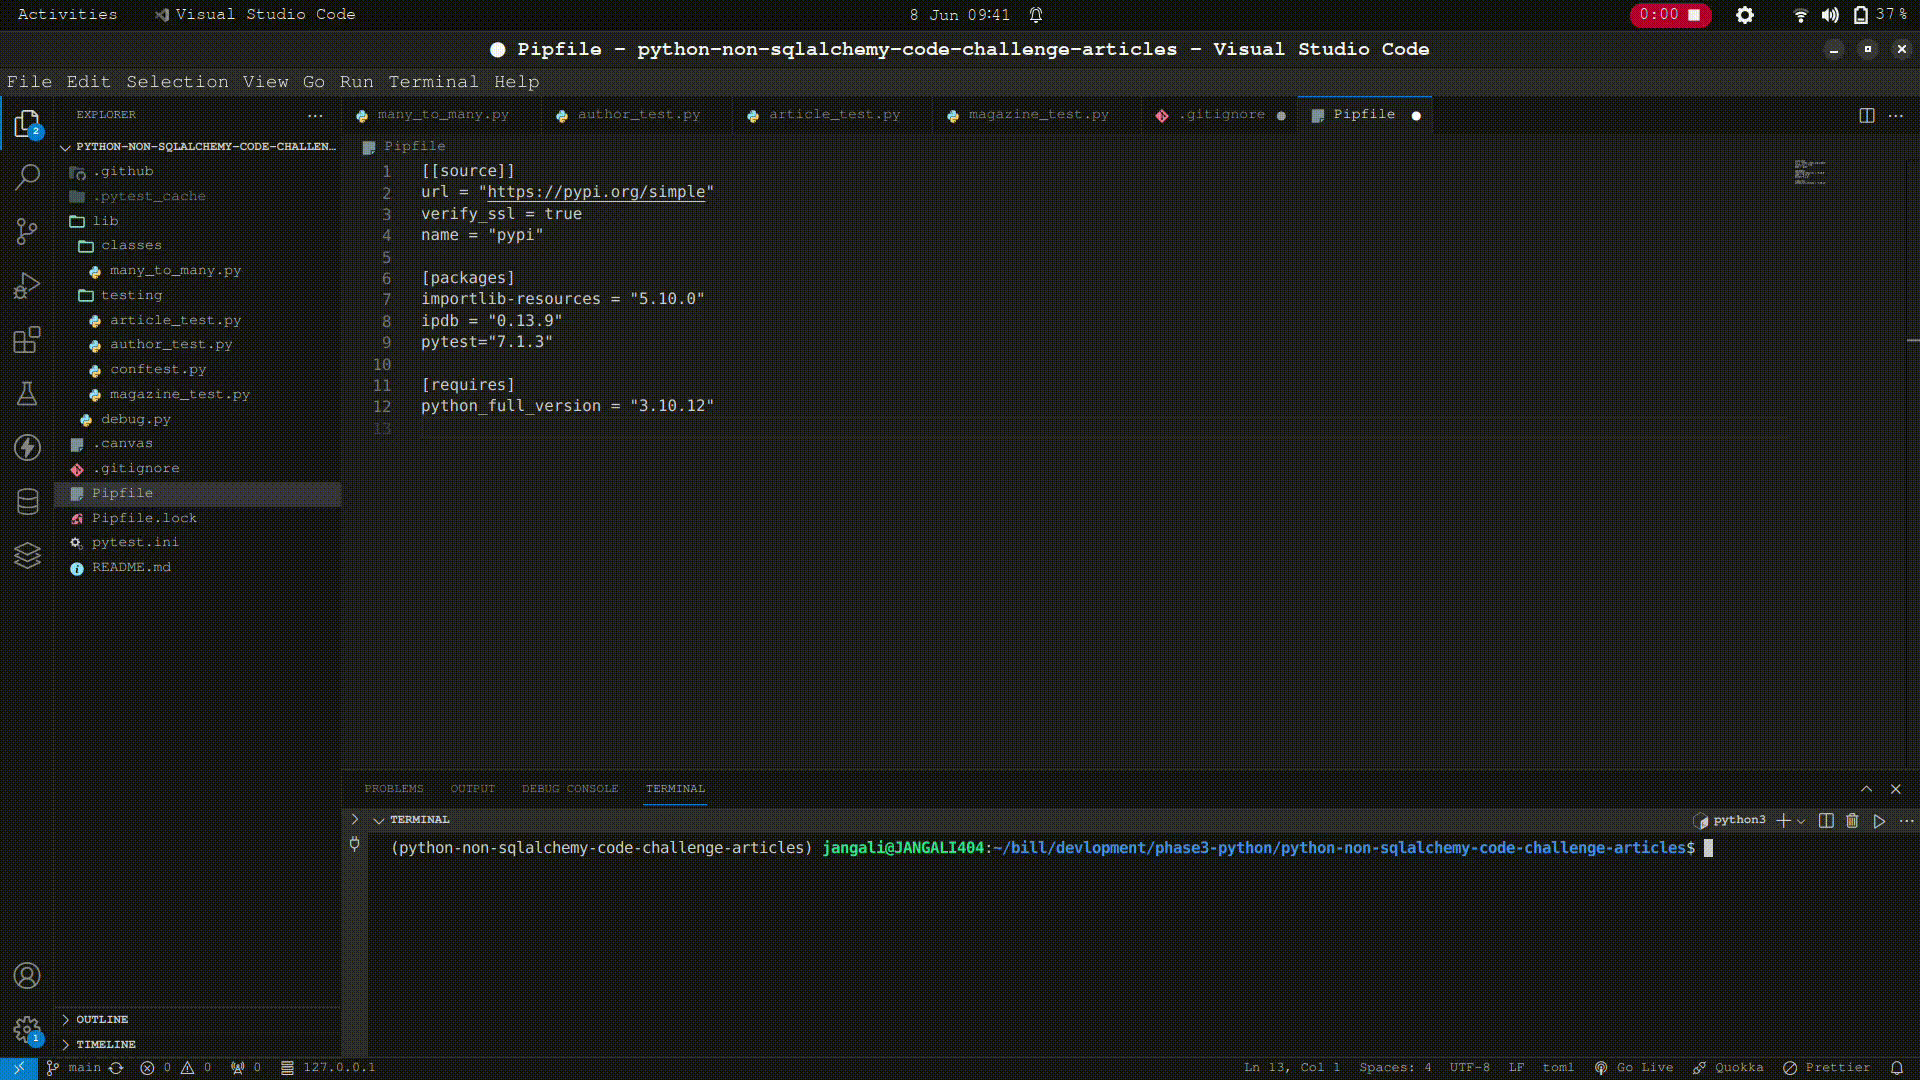 Activities
Visual Studio Code
8 Jun 09:41
0:00
37 %
Pipfile - python-non-sqlalchemy-code-challenge-articles - Visual Studio Code
File Edit Selection View Go Run Terminal Help
2
EXPLORER
many_to_many.py
author_test.py
article_test.py
magazine_test.py
.gitignore
Pipfile
PYTHON-NON-SQLALCHEMY-CODE-CHALLEN...
.github
.pytest_cache
lib
classes
many_to_many.py
testing
article_test.py
author_test.py
conftest.py
magazine_test.py
debug.py
.canvas
.gitignore
Pipfile
Pipfile.lock
pytest.ini
README.md
Pipfile
1 [[source]]
2 url = "https://pypi.org/simple"
3 verify_ssl = true
4 name = "pypi"
5
6 [packages]
7 importlib-resources = "5.10.0"
8 ipdb = "0.13.9"
9 pytest="7.1.3"
10
11 [requires]
12 python_full_version = "3.10.12"
13
PROBLEMS OUTPUT DEBUG CONSOLE TERMINAL
TERMINAL
python3
(python-non-sqlalchemy-code-challenge-articles) jangali@JANGALI404:~/bill/devlopment/phase3-python/python-non-sqlalchemy-code-challenge-articles$
OUTLINE
1
TIMELINE
main 0 0 0 127.0.0.1
Ln 13, Col 1 Spaces: 4 UTF-8 LF toml Go Live Quokka Prettier